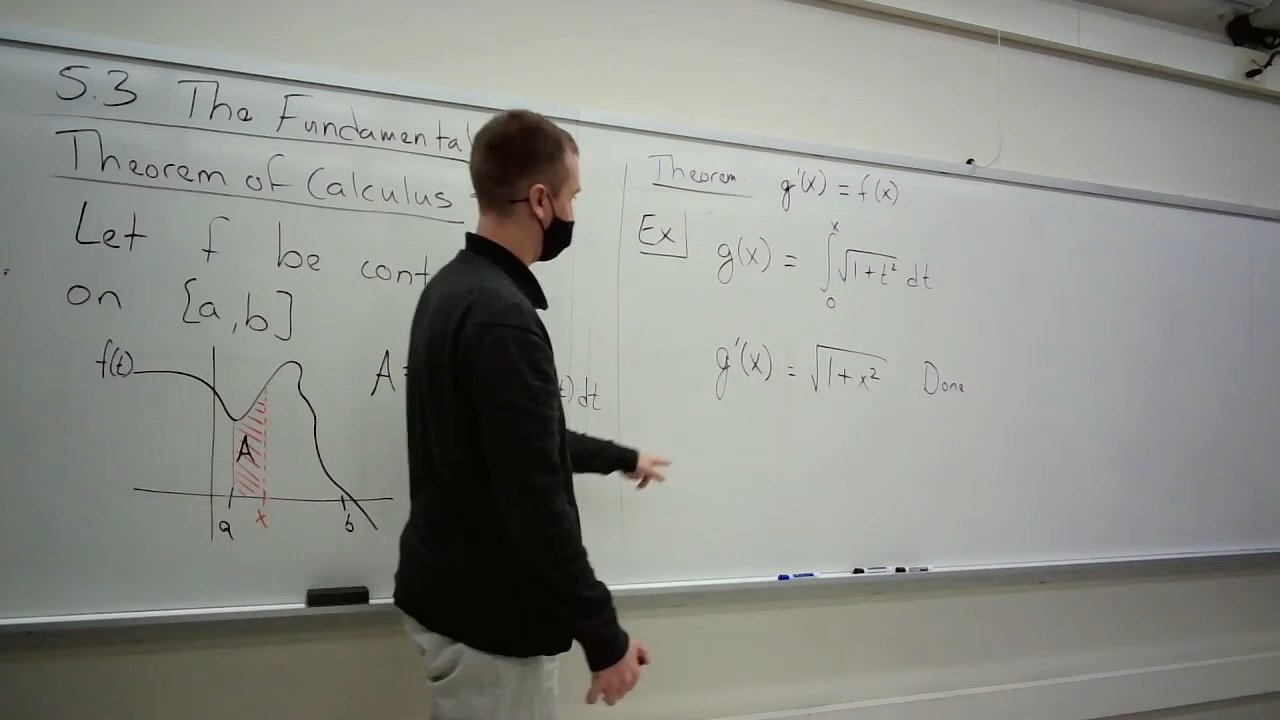 5.3 The Fundamental
Theorem of Calculus
Let f be cont
on [a,b]
f(t)
A =
t)dt
A
a
x
b
Theorem: g'(x) = f(x)
Ex g(x) = ∫₀ˣ √(1+t²) dt
g'(x) = √(1+x²) Done